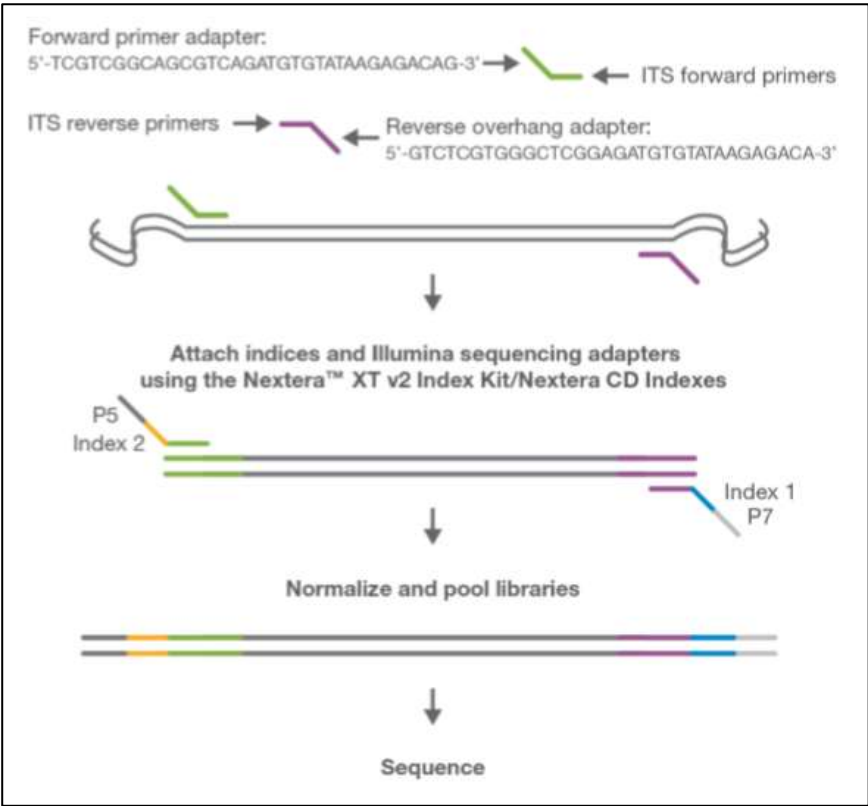 Forward primer adapter:
5'-TCGTCGGCAGCGTCAGATGTGTATAAGAGACAG-3'
ITS forward primers
ITS reverse primers
Reverse overhang adapter:
5'-GTCTCGTGGGCTCGGAGATGTGTATAAGAGACA-3'
Attach indices and Illumina sequencing adapters
using the Nextera™ XT v2 Index Kit/Nextera CD Indexes
P5
Index 2
Index 1
P7
Normalize and pool libraries
Sequence